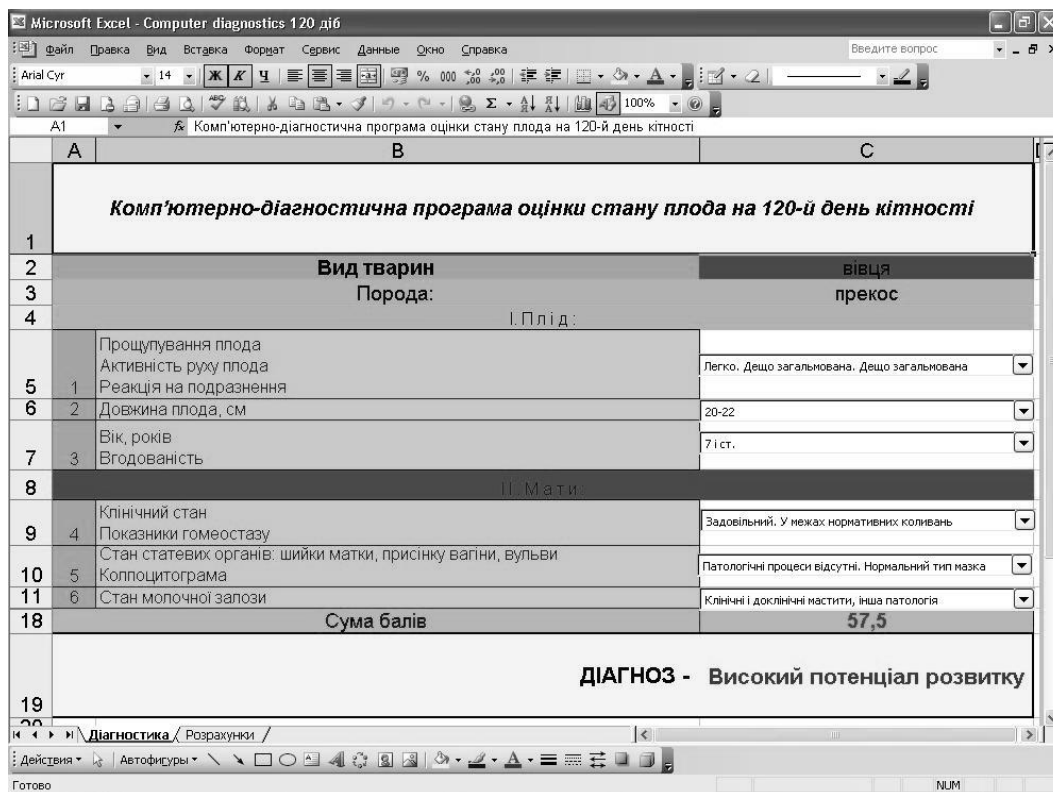 Microsoft Excel - Computer diagnostics 120 діб
Файл Правка Вид Вставка Формат Сервис Данные Окно Справка Введите вопрос
Arial Cyr 14 Ж К Ч % 000
100%
A1 fx Комп'ютерно-діагностична програма оцінки стану плода на 120-й день кітності
A B C
1 Комп'ютерно-діагностична програма оцінки стану плода на 120-й день кітності
2 Вид тварин вівця
3 Порода: прекос
4 І.Плід:
Прощупування плода
Активність руху плода Легко. Дещо загальмована. Дещо загальмована
5 1 Реакція на подразнення
6 2 Довжина плода, см 20-22
Вік, років 7 і ст.
7 3 Вгодованість
8 ІІ.Мати:
Клінічний стан Задовільний. У межах нормативних коливань
9 4 Показники гомеостазу
Стан статевих органів: шийки матки, присінку вагіни, вульви Патологічні процеси відсутні. Нормальний тип мазка
10 5 Колпоцитограма
11 6 Стан молочної залози Клінічні і доклінічні мастити, інша патологія
18 Сума балів 57,5
19 ДІАГНОЗ - Високий потенціал розвитку
Діагностика Розрахунки
Действия Автофигуры
Готово NUM